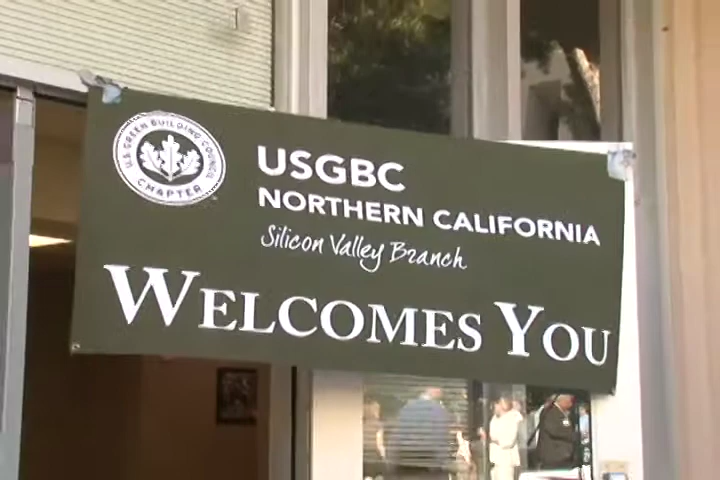 U.S. GREEN BUILDING COUNCIL
CHAPTER
USGBC
NORTHERN CALIFORNIA
Silicon Valley Branch
WELCOMES YOU